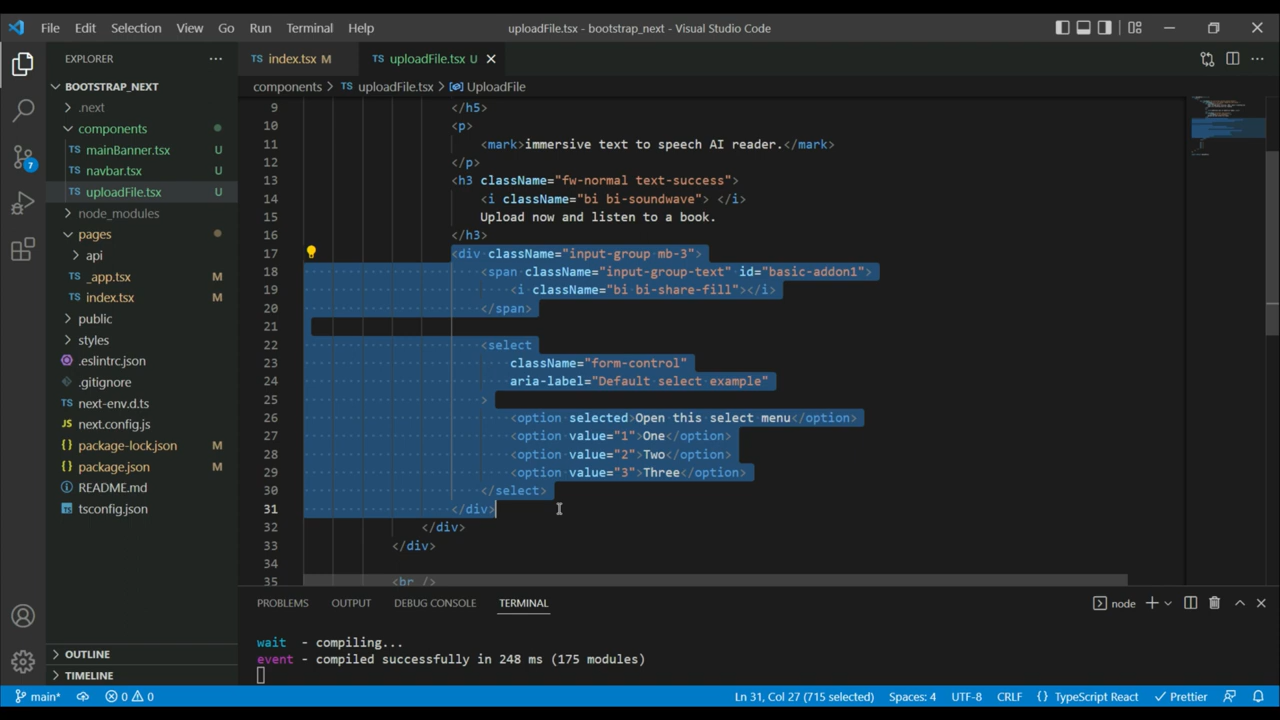 File Edit Selection View Go Run Terminal Help uploadFile.tsx - bootstrap_next - Visual Studio Code
EXPLORER
TS index.tsx M TS uploadFile.tsx U
BOOTSTRAP_NEXT
components > TS uploadFile.tsx > UploadFile
.next
components
TS mainBanner.tsx U
TS navbar.tsx U
TS uploadFile.tsx U
node_modules
pages
api
TS _app.tsx M
TS index.tsx M
public
styles
.eslintrc.json
.gitignore
TS next-env.d.ts
JS next.config.js
{} package-lock.json M
{} package.json M
README.md
tsconfig.json
OUTLINE
TIMELINE
7
9 </h5>
10 <p>
11 <mark>immersive text to speech AI reader.</mark>
12 </p>
13 <h3 className="fw-normal text-success">
14 <i className="bi bi-soundwave"> </i>
15 Upload now and listen to a book.
16 </h3>
17 <div className="input-group mb-3">
18 <span className="input-group-text" id="basic-addon1">
19 <i className="bi bi-share-fill"></i>
20 </span>
21
22 <select
23 className="form-control"
24 aria-label="Default select example"
25 >
26 <option selected>Open this select menu</option>
27 <option value="1">One</option>
28 <option value="2">Two</option>
29 <option value="3">Three</option>
30 </select>
31 </div>
32 </div>
33 </div>
34
35 <br />
PROBLEMS OUTPUT DEBUG CONSOLE TERMINAL node
wait - compiling...
event - compiled successfully in 248 ms (175 modules)
main* 0 0 Ln 31, Col 27 (715 selected) Spaces: 4 UTF-8 CRLF {} TypeScript React Prettier